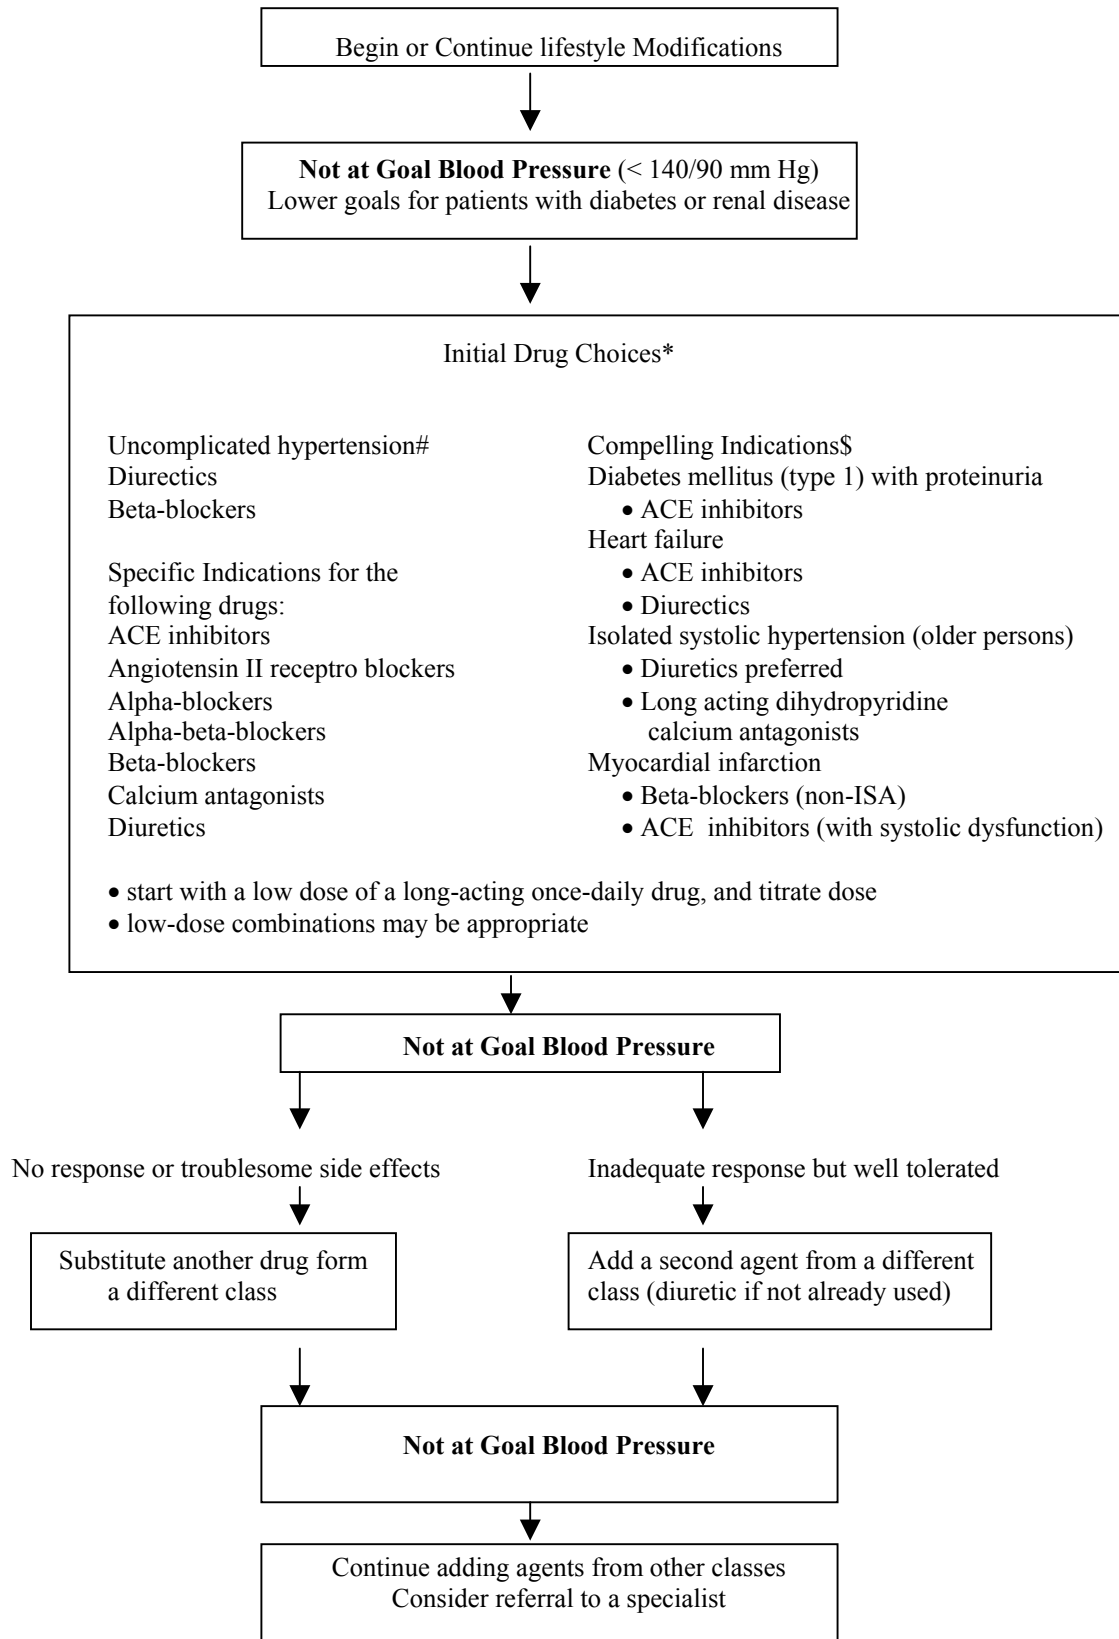 Begin or Continue lifestyle Modifications
Not at Goal Blood Pressure (< 140/90 mm Hg)
Lower goals for patients with diabetes or renal disease
Initial Drug Choices*
Uncomplicated hypertension#
Diurectics
Beta-blockers
Specific Indications for the
following drugs:
ACE inhibitors
Angiotensin II receptro blockers
Alpha-blockers
Alpha-beta-blockers
Beta-blockers
Calcium antagonists
Diuretics
Compelling Indications$
Diabetes mellitus (type 1) with proteinuria
• ACE inhibitors
Heart failure
• ACE inhibitors
• Diurectics
Isolated systolic hypertension (older persons)
• Diuretics preferred
• Long acting dihydropyridine
calcium antagonists
Myocardial infarction
• Beta-blockers (non-ISA)
• ACE inhibitors (with systolic dysfunction)
• start with a low dose of a long-acting once-daily drug, and titrate dose
• low-dose combinations may be appropriate
Not at Goal Blood Pressure
No response or troublesome side effects
Inadequate response but well tolerated
Substitute another drug form
a different class
Add a second agent from a different
class (diuretic if not already used)
Not at Goal Blood Pressure
Continue adding agents from other classes
Consider referral to a specialist